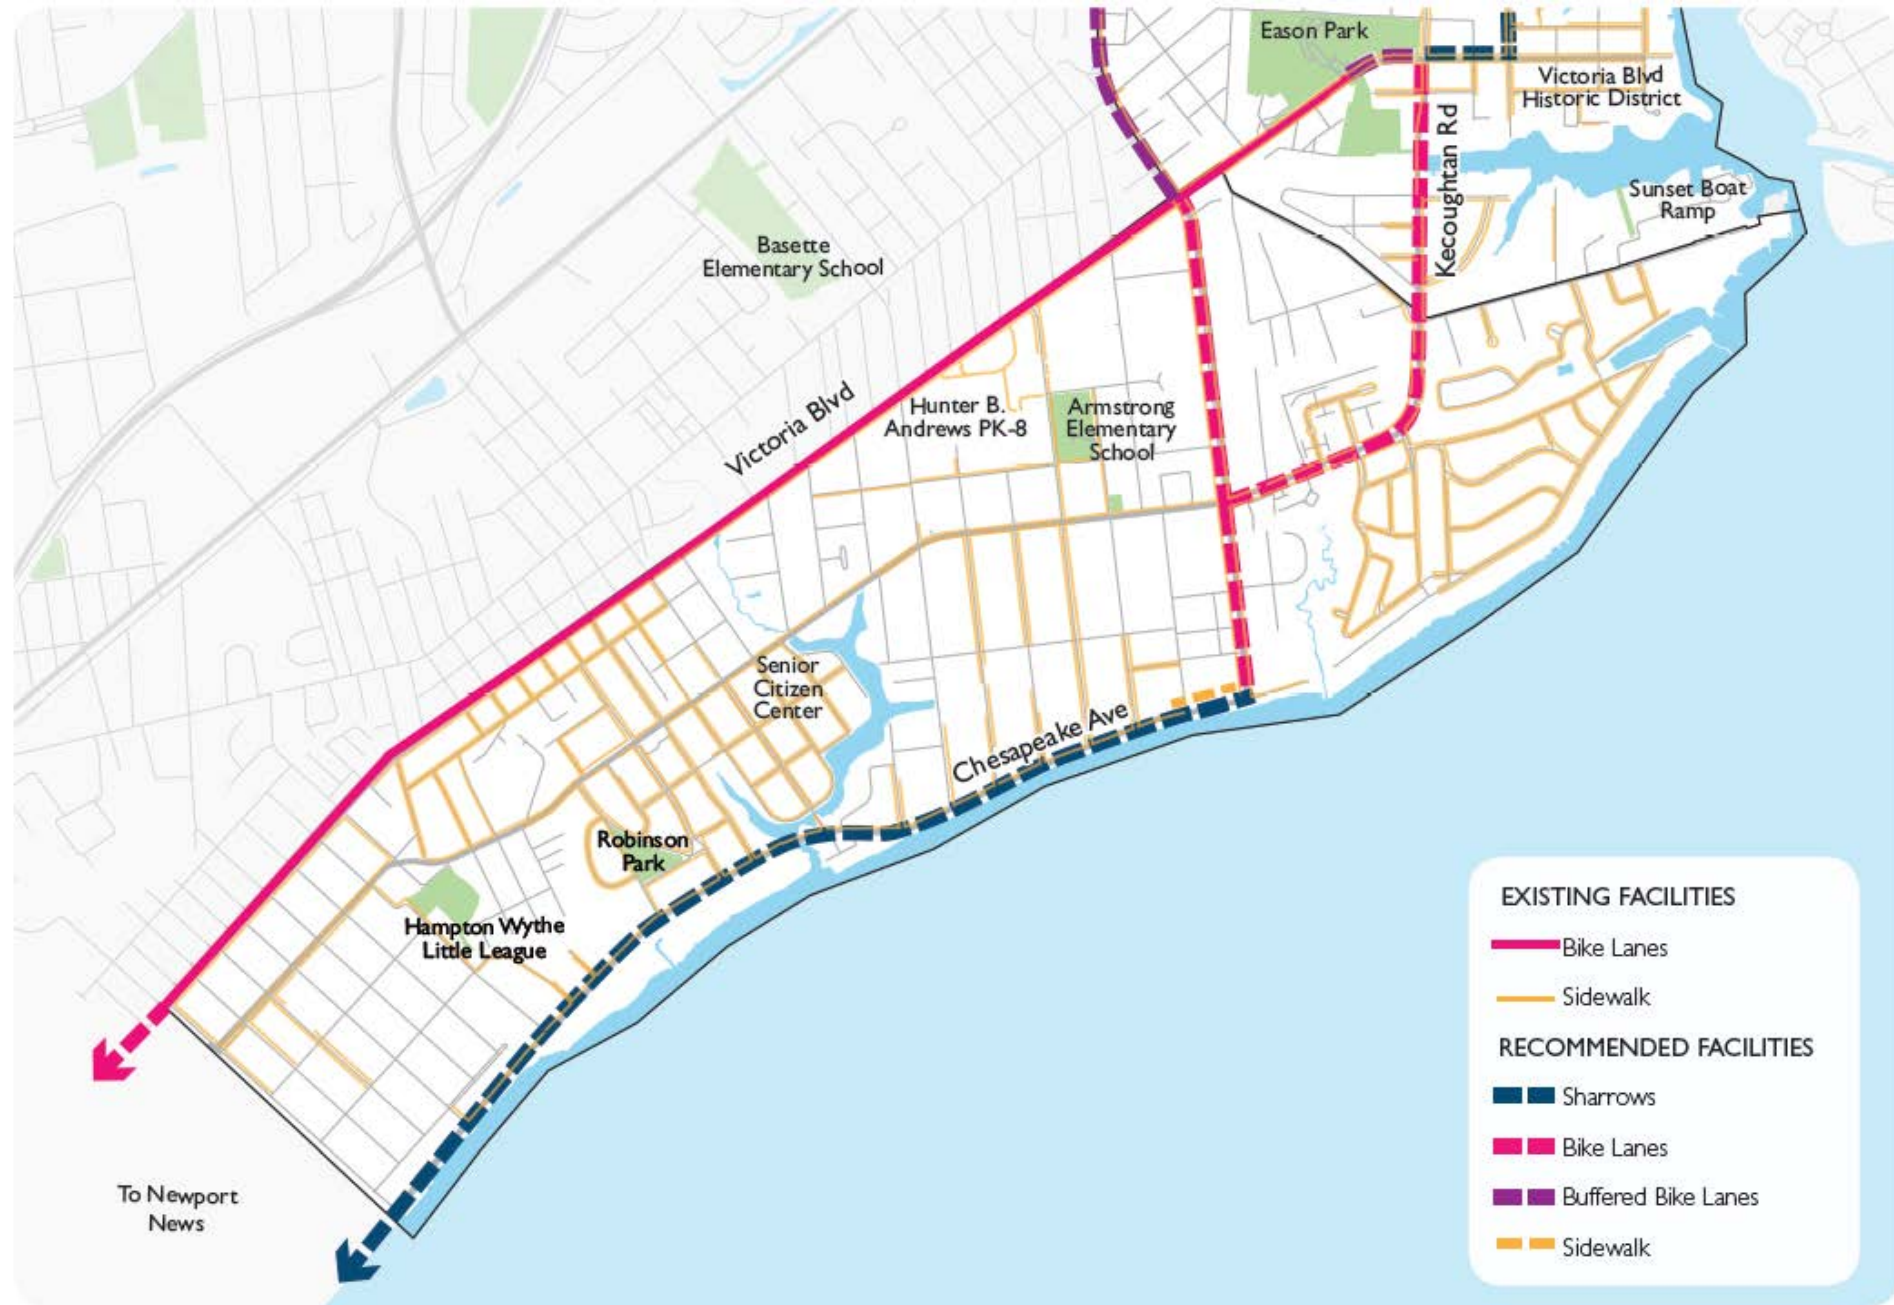 Eason Park
Victoria Blvd
Historic District
Kecoughtan Rd
Sunset Boat
Ramp
Basette
Elementary School
Victoria Blvd
Hunter B.
Andrews PK-8
Armstrong
Elementary
School
Senior
Citizen
Center
Chesapeake Ave
Robinson
Park
Hampton Wythe
Little League
To Newport
News
EXISTING FACILITIES
Bike Lanes
Sidewalk
RECOMMENDED FACILITIES
Sharrows
Bike Lanes
Buffered Bike Lanes
Sidewalk